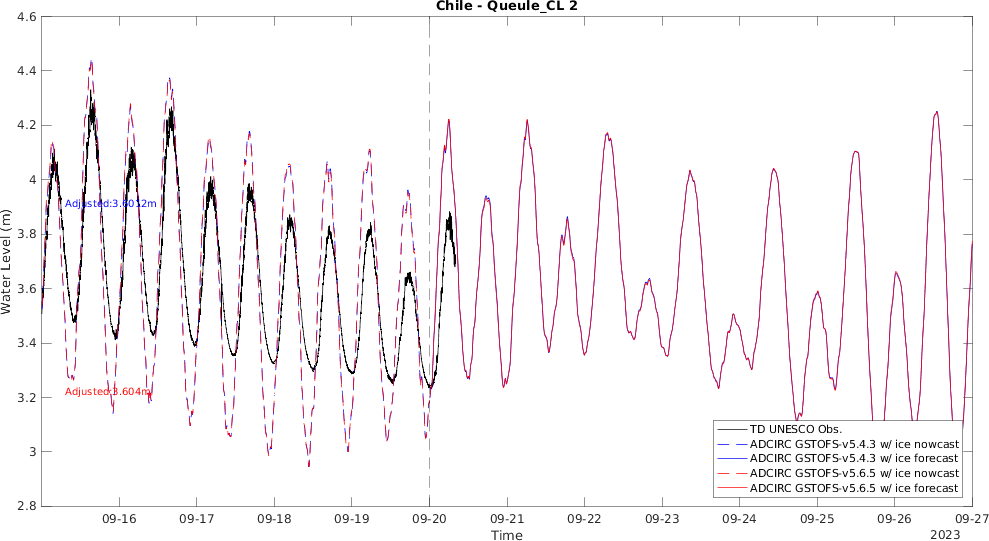 Chile - Queule_CL 2
4.6
4.4
4.2
4
3.8
3.6
3.4
3.2
3
2.8
Water Level (m)
Adjusted:3.6012m
Adjusted:3.604m
TD UNESCO Obs.
ADCIRC GSTOFS-v5.4.3 w/ ice nowcast
ADCIRC GSTOFS-v5.4.3 w/ ice forecast
ADCIRC GSTOFS-v5.6.5 w/ ice nowcast
ADCIRC GSTOFS-v5.6.5 w/ ice forecast
09-16 09-17 09-18 09-19 09-20 09-21 09-22 09-23 09-24 09-25 09-26 09-27
Time
2023